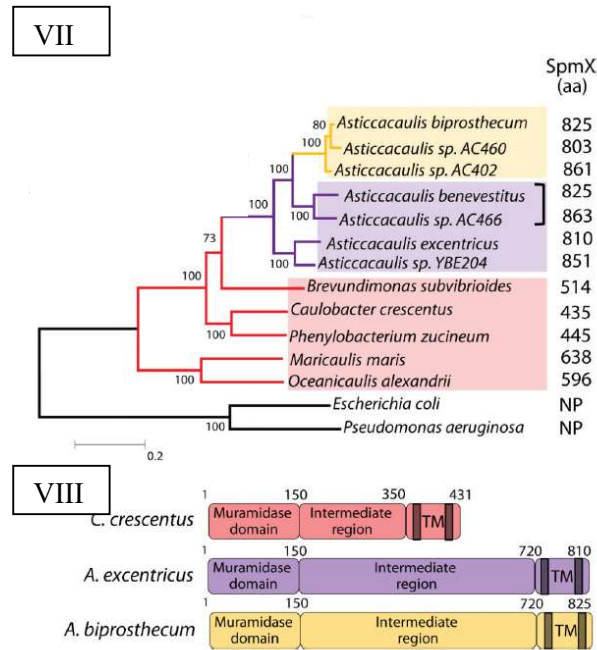 VII
SpmX
(aa)
80
Asticcacaulis biprosthecum 825
100
Asticcacaulis sp. AC460 803
Asticcacaulis sp. AC402 861
100
Asticcacaulis benevestitus 825
100
Asticcacaulis sp. AC466 863
100
Asticcacaulis excentricus 810
73
100
Asticcacaulis sp. YBE204 851
100
Brevundimonas subvibrioides 514
Caulobacter crescentus 435
100
Phenylobacterium zucineum 445
Maricaulis maris 638
100
Oceanicaulis alexandrii 596
Escherichia coli NP
100
Pseudomonas aeruginosa NP
0.2
VIII
1 150 350 431
C. crescentus
Muramidase domain
Intermediate region
TM
1 150 720 810
A. excentricus
Muramidase domain
Intermediate region
TM
1 150 720 825
A. biprosthecum
Muramidase domain
Intermediate region
TM